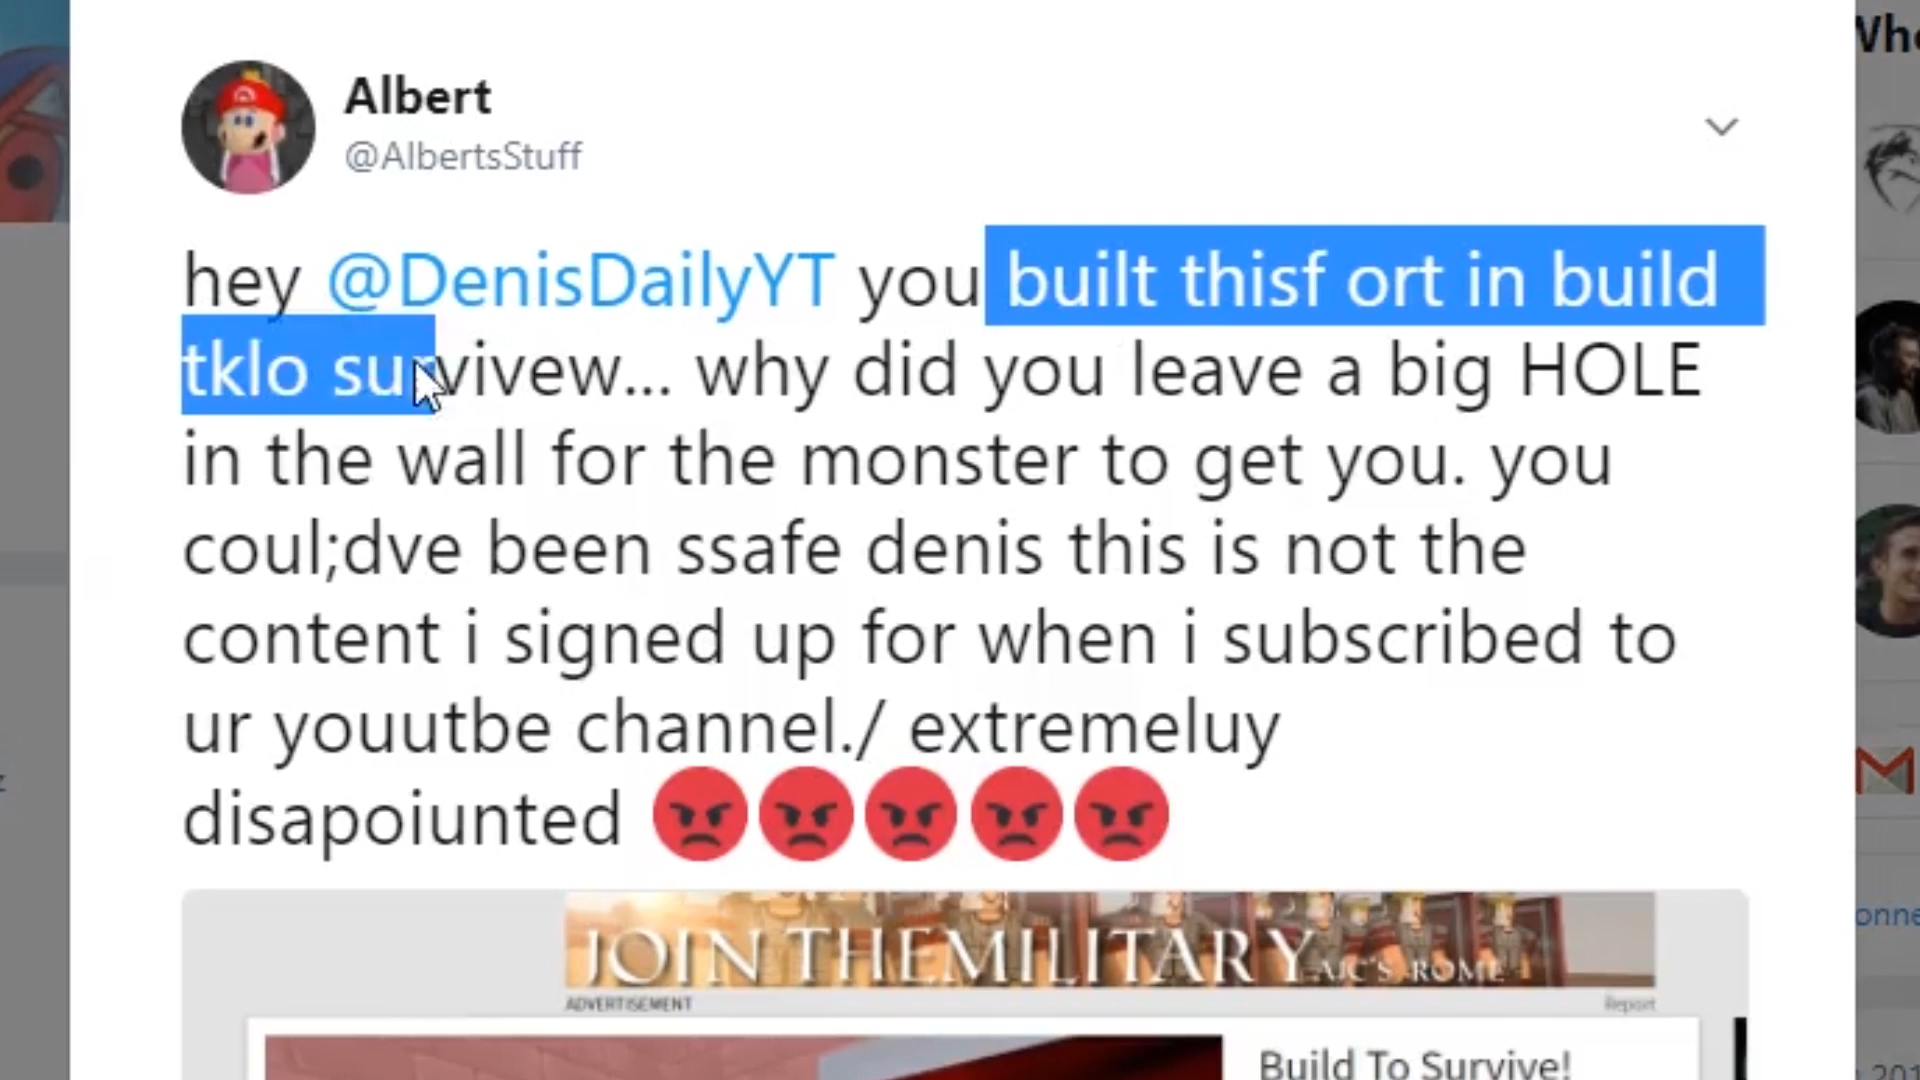 Albert
@AlbertsStuff
hey @DenisDailyYT you built thisf ort in build
tklo survivew... why did you leave a big HOLE
in the wall for the monster to get you. you
coul;dve been ssafe denis this is not the
content i signed up for when i subscribed to
ur youutbe channel./ extremeluy
disapoiunted 😡😡😡😡😡
JOIN THE MILITARY AJC'S ROME
ADVERTISEMENT
Report
Build To Survive!